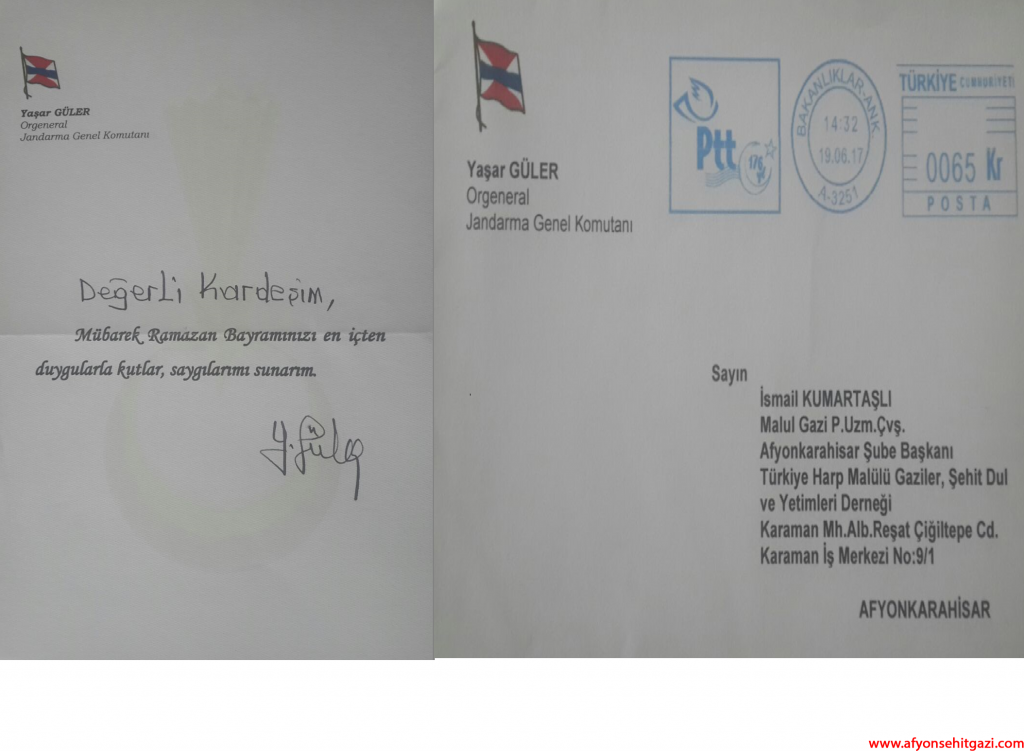 Yaşar GÜLER
Orgeneral
Jandarma Genel Komutanı
Değerli Kardeşim,
Mübarek Ramazan Bayramınızı en içten
duygularla kutlar, saygılarımı sunarım.
Y. Güler
Yaşar GÜLER
Orgeneral
Jandarma Genel Komutanı
Ptt
176
BAKANLIKLAR-ANK.
14:32
19.06.17
A-3251
TÜRKİYE CUMHURİYETİ
0065 Kr
POSTA
Sayın
İsmail KUMARTAŞLI
Malul Gazi P.Uzm.Çvş.
Afyonkarahisar Şube Başkanı
Türkiye Harp Malülü Gaziler, Şehit Dul
ve Yetimleri Derneği
Karaman Mh.Alb.Reşat Çiğiltepe Cd.
Karaman İş Merkezi No:9/1
AFYONKARAHİSAR
www.afyonsehitgazi.com